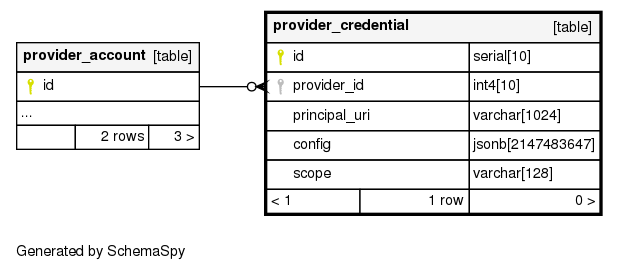 provider_account [table]
id
...
2 rows 3 >
provider_credential [table]
id serial[10]
provider_id int4[10]
principal_uri varchar[1024]
config jsonb[2147483647]
scope varchar[128]
< 1 1 row 0 >
Generated by SchemaSpy